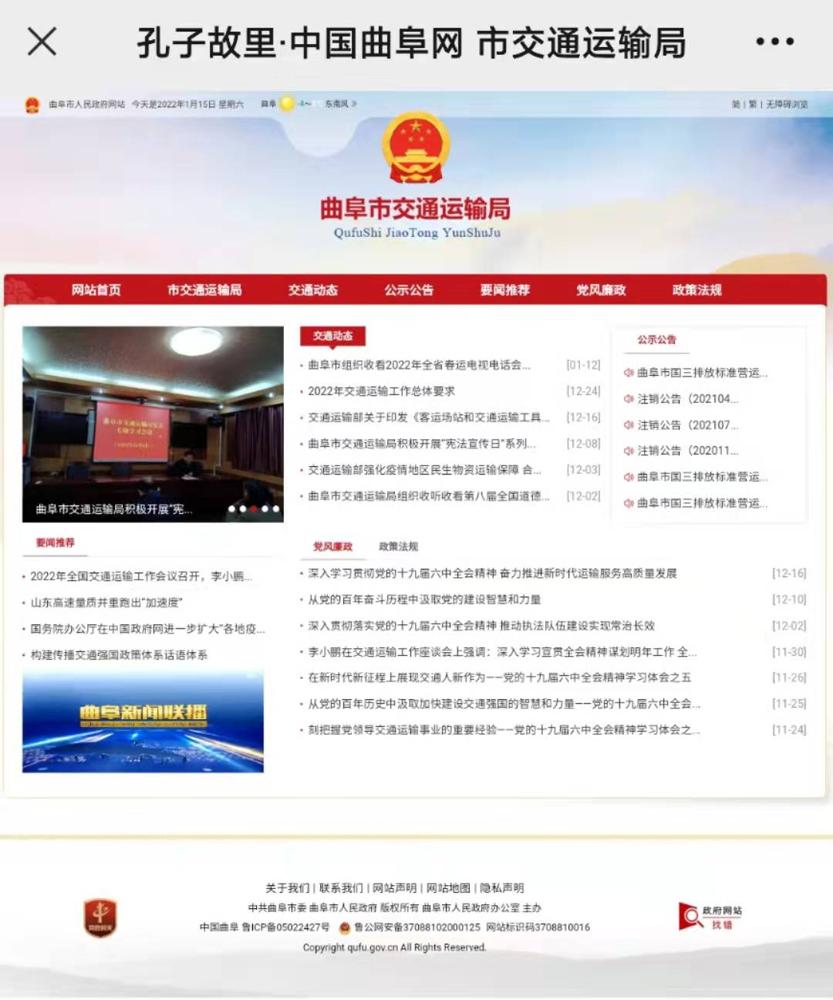 孔子故里·中国曲阜网 市交通运输局
曲阜市人民政府网站 今天是2022年1月15日 星期六 曲阜 -4~ 东南风 简 | 繁 | 无障碍浏览
曲阜市交通运输局
QufuShi JiaoTong YunShuJu
网站首页 市交通运输局 交通动态 公示公告 要闻推荐 党风廉政 政策法规
曲阜市交通运输局积极开展“宪...
交通动态
曲阜市组织收看2022年全省春运电视电话会... [01-12]
2022年交通运输工作总体要求 [12-24]
交通运输部关于印发《客运场站和交通运输工具... [12-16]
曲阜市交通运输局积极开展“宪法宣传日”系列... [12-08]
交通运输部强化疫情地区民生物资运输保障 合... [12-03]
曲阜市交通运输局组织收听收看第八届全国道德... [12-02]
公示公告
曲阜市国三排放标准营运...
注销公告（202104...
注销公告（202107...
注销公告（202011...
曲阜市国三排放标准营运...
曲阜市国三排放标准营运...
要闻推荐
2022年全国交通运输工作会议召开，李小鹏...
山东高速量质并重跑出“加速度”
国务院办公厅在中国政府网进一步扩大“各地疫...
构建传播交通强国政策体系话语体系
曲阜新闻联播
党风廉政 政策法规
深入学习贯彻党的十九届六中全会精神 奋力推进新时代运输服务高质量发展 [12-16]
从党的百年奋斗历程中汲取党的建设智慧和力量 [12-10]
深入贯彻落实党的十九届六中全会精神 推动执法队伍建设实现常治长效 [12-02]
李小鹏在交通运输工作座谈会上强调：深入学习宣贯全会精神谋划明年工作 全... [11-30]
在新时代新征程上展现交通人新作为——党的十九届六中全会精神学习体会之五 [11-26]
从党的百年历史中汲取加快建设交通强国的智慧和力量——党的十九届六中全会... [11-25]
刻把握党领导交通运输事业的重要经验——党的十九届六中全会精神学习体会之... [11-24]
关于我们 | 联系我们 | 网站声明 | 网站地图 | 隐私声明
中共曲阜市委 曲阜市人民政府 版权所有 曲阜市人民政府办公室 主办
中国曲阜 鲁ICP备05022427号 鲁公网安备37088102000125 网站标识码3708810016
Copyright qufu.gov.cn All Rights Reserved.
党政机关
政府网站
找错